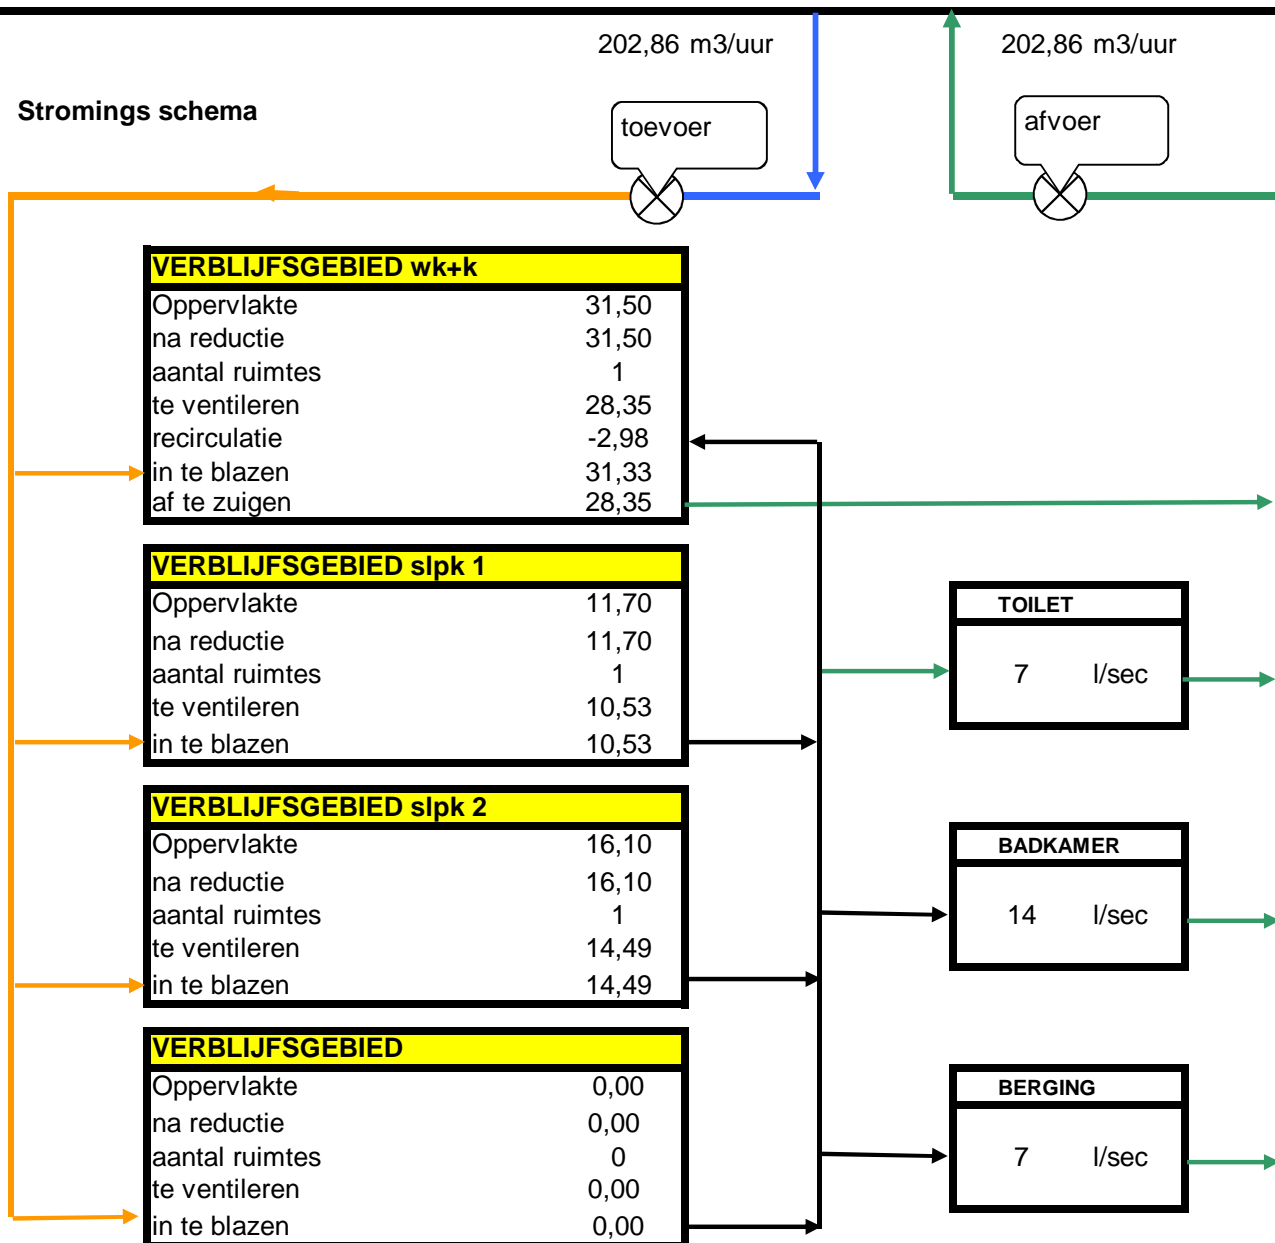 202,86 m3/uur 202,86 m3/uur
Stromings schema
toevoer afvoer
VERBLIJFSGEBIED wk+k
Oppervlakte 31,50
na reductie 31,50
aantal ruimtes 1
te ventileren 28,35
recirculatie -2,98
in te blazen 31,33
af te zuigen 28,35
VERBLIJFSGEBIED slpk 1
Oppervlakte 11,70
na reductie 11,70
aantal ruimtes 1
te ventileren 10,53
in te blazen 10,53
TOILET
7 l/sec
VERBLIJFSGEBIED slpk 2
Oppervlakte 16,10
na reductie 16,10
aantal ruimtes 1
te ventileren 14,49
in te blazen 14,49
BADKAMER
14 l/sec
VERBLIJFSGEBIED
Oppervlakte 0,00
na reductie 0,00
aantal ruimtes 0
te ventileren 0,00
in te blazen 0,00
BERGING
7 l/sec